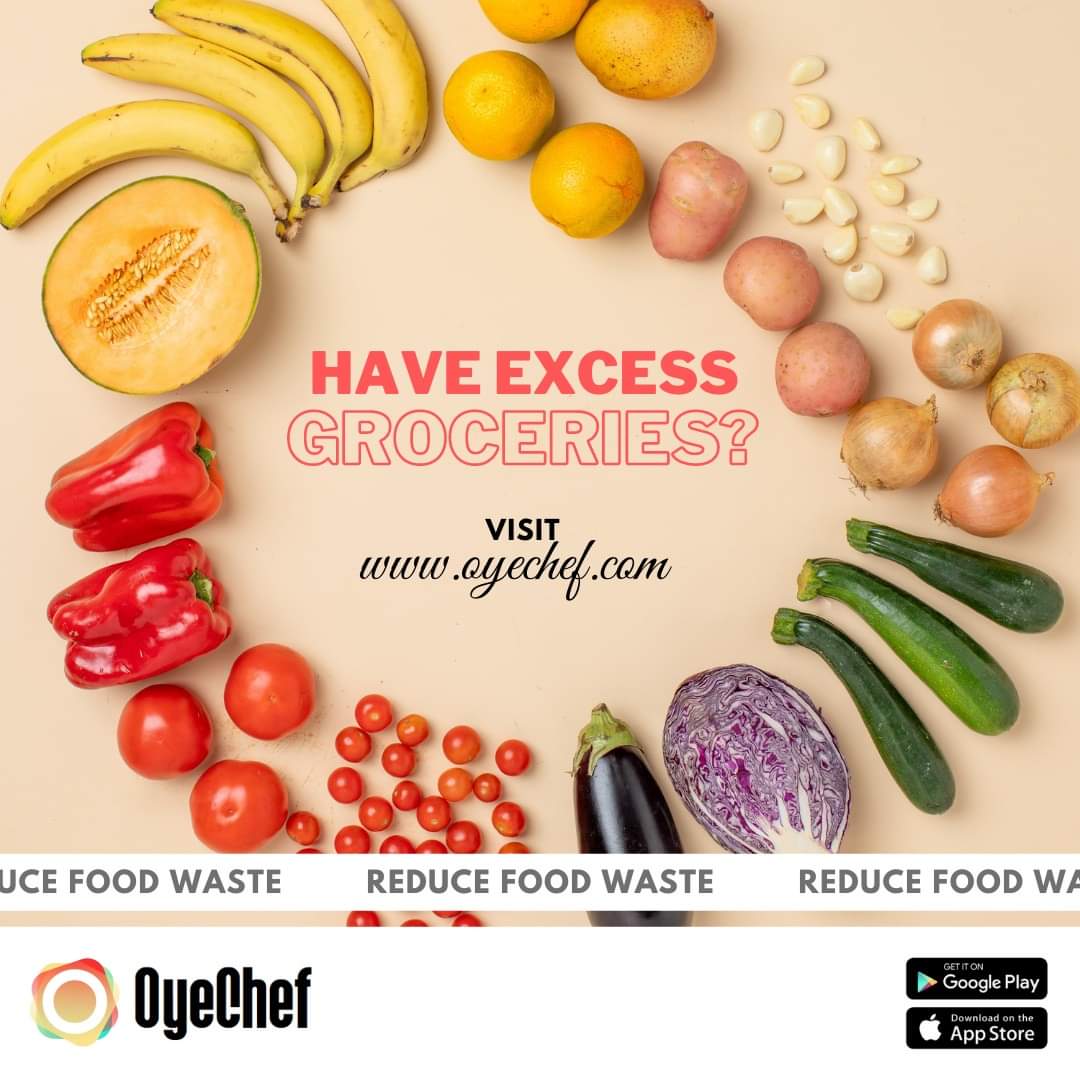 HAVE EXCESS
GROCERIES?
VISIT
www.oyechef.com
UCE FOOD WASTE REDUCE FOOD WASTE REDUCE FOOD WA
OyeChef
GET IT ON
Google Play
Download on the
App Store